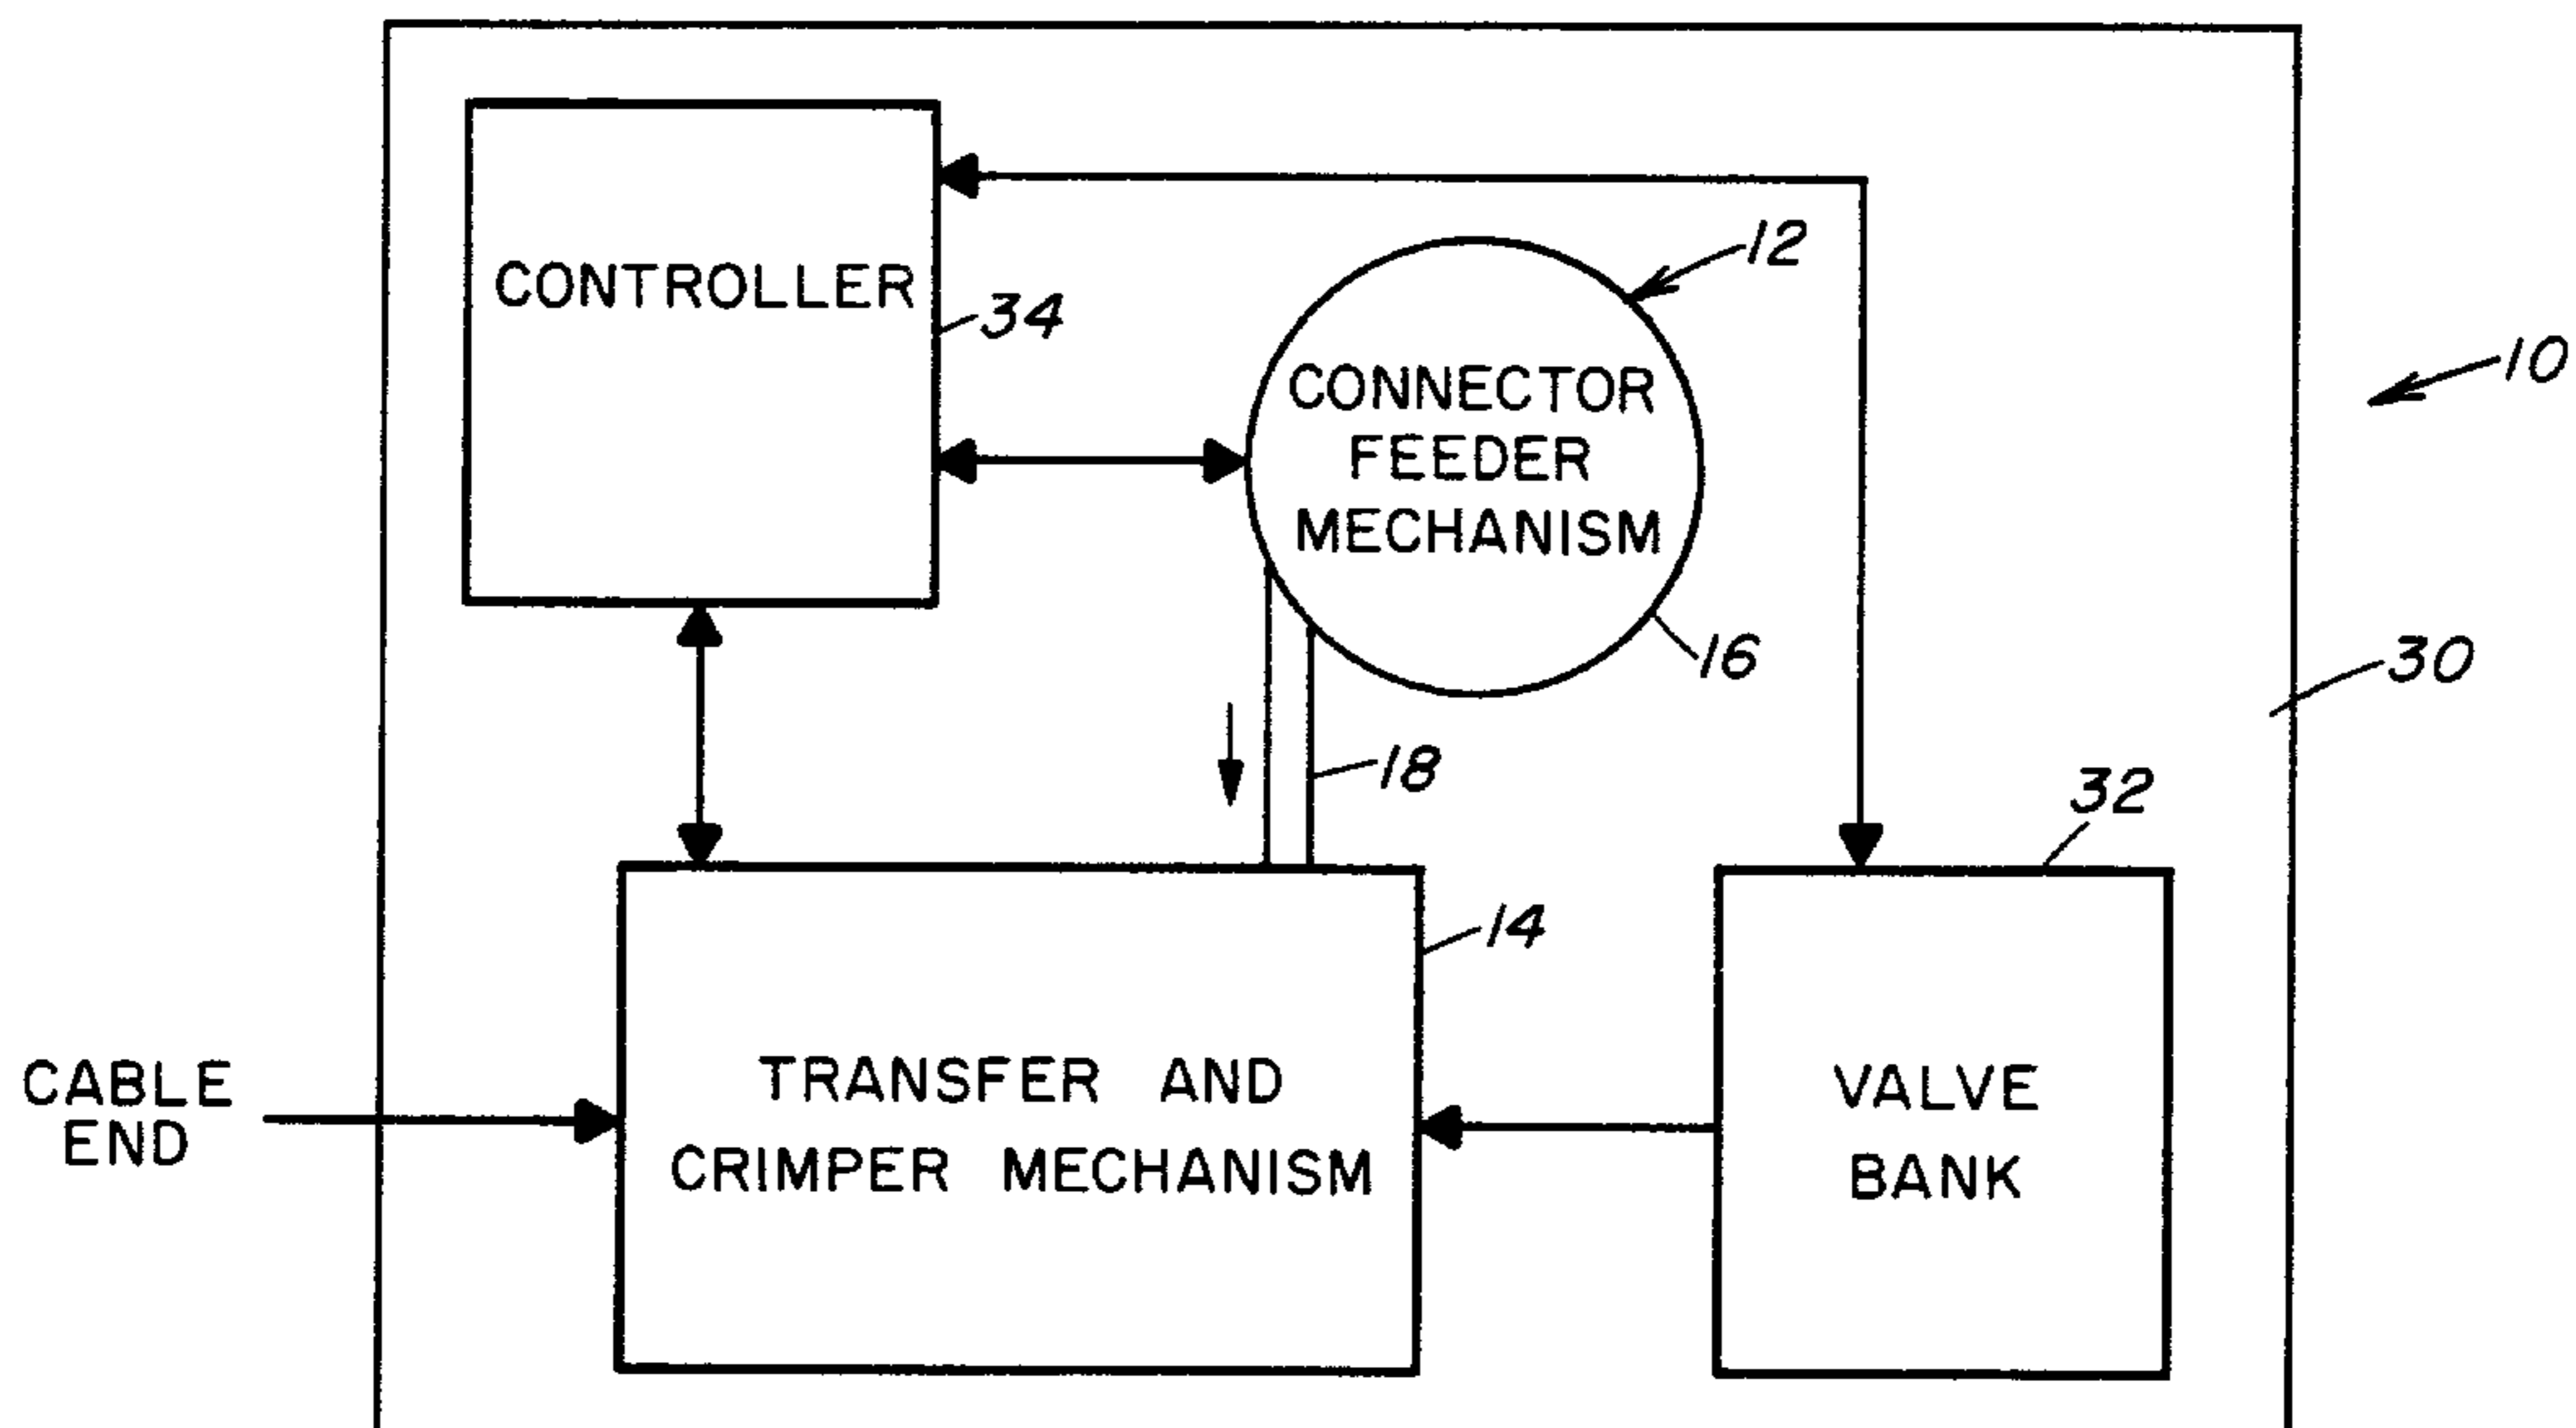 CONTROLLER
34
12
CONNECTOR
FEEDER
MECHANISM
10
16
30
18
32
14
CABLE
END
TRANSFER AND
CRIMPER MECHANISM
VALVE
BANK